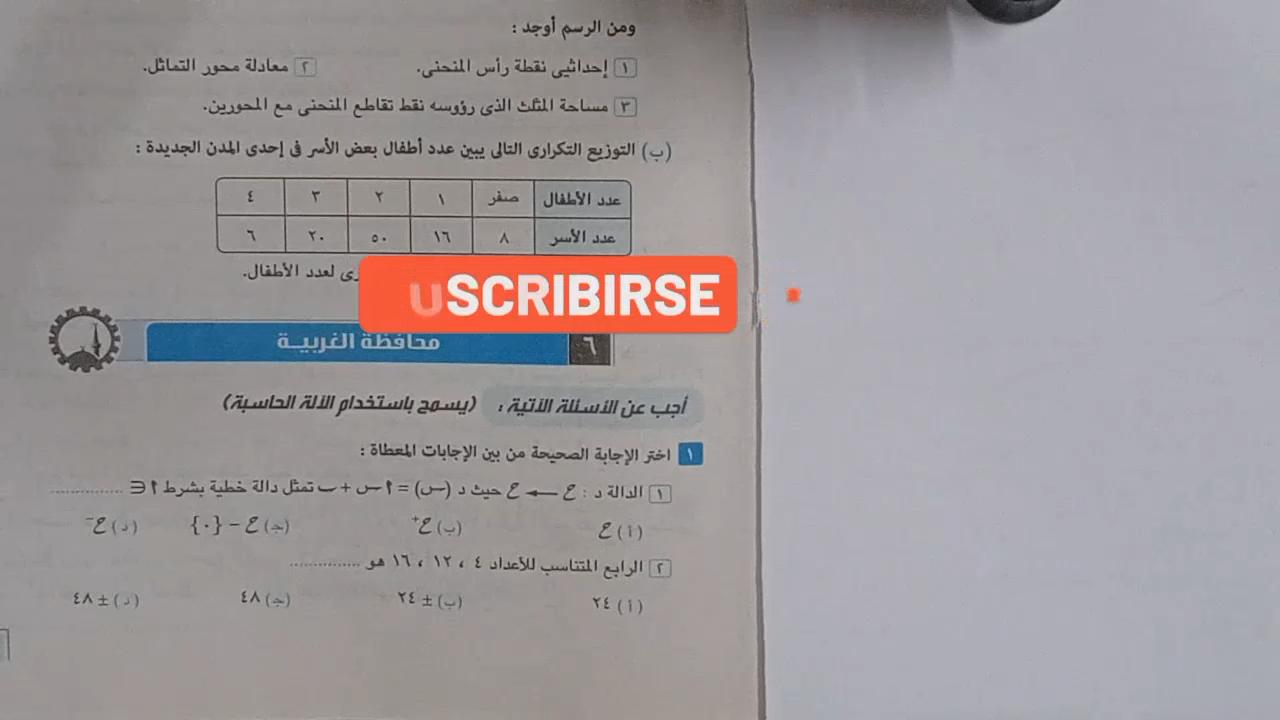 ومن الرسم أوجد :
١ إحداثيى نقطة رأس المنحنى. ٢ معادلة محور التماثل.
٣ مساحة المثلث الذى رؤوسه نقط تقاطع المنحنى مع المحورين.
(ب) التوزيع التكرارى التالى يبين عدد أطفال بعض الأسر فى إحدى المدن الجديدة :
عدد الأطفال صفر ١ ٢ ٣ ٤
عدد الأسر ٨ ١٦ ٥٠ ٢٠ ٦
لعدد الأطفال.
USCRIBIRSE
٦ محافظة الغربيـة
أجب عن الأسئلة الآتية : (يسمح باستخدام الآلة الحاسبة)
١ اختر الإجابة الصحيحة من بين الإجابات المعطاة :
١ الدالة د : ع ← ع حيث د (س) = ٢ س + ب تمثل دالة خطية بشرط ٢ ∋ ..............
(أ) ع (ب) ع⁺ (جـ) ع − {٠} (د) ع⁻
٢ الرابع المتناسب للأعداد ٤ ، ١٢ ، ١٦ هو ..............
(أ) ٢٤ (ب) ± ٢٤ (جـ) ٤٨ (د) ± ٤٨